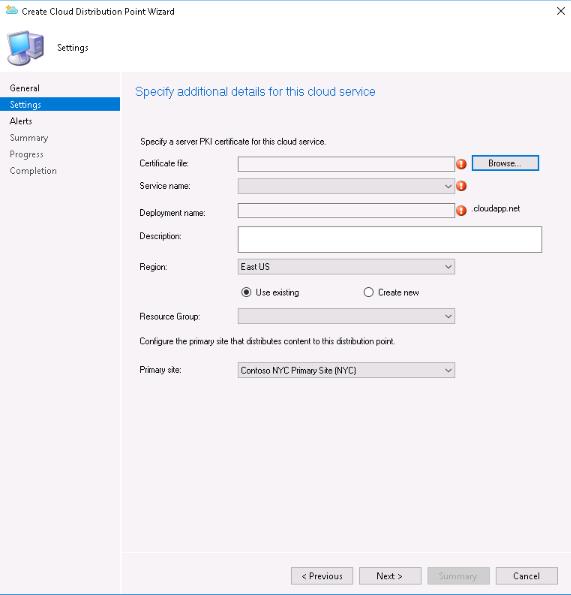 Create Cloud Distribution Point Wizard
Settings
General
Settings
Alerts
Summary
Progress
Completion
Specify additional details for this cloud service
Specify a server PKI certificate for this cloud service.
Certificate file:
Browse...
Service name:
Deployment name:
.cloudapp.net
Description:
Region:
East US
Use existing
Create new
Resource Group:
Configure the primary site that distributes content to this distribution point.
Primary site:
Contoso NYC Primary Site (NYC)
< Previous
Next >
Summary
Cancel